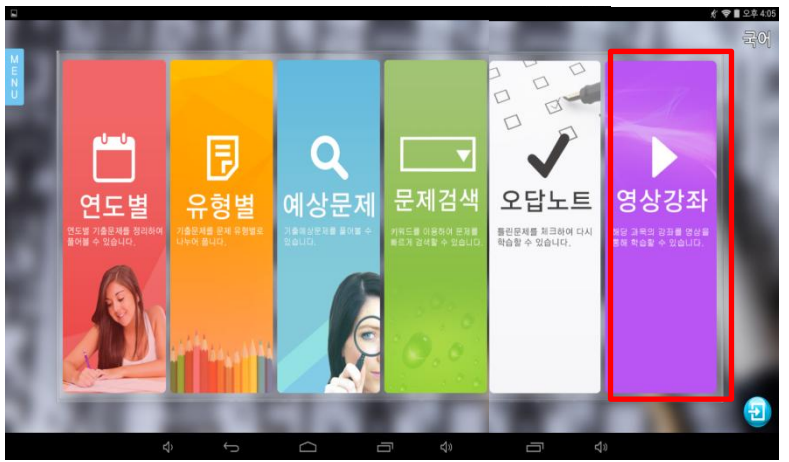 오후 4:05
국어
MENU
연도별
연도별 기출문제를 정리하여
풀어볼 수 있습니다.
유형별
기출문제를 문제 유형별로
나누어 풉니다.
예상문제
기출예상문제를 풀어볼 수
있습니다.
문제검색
키워드를 이용하여 문제를
빠르게 검색할 수 있습니다.
오답노트
틀린문제를 체크하여 다시
학습할 수 있습니다.
영상강좌
해당 과목의 강좌를 영상을
통해 학습할 수 있습니다.